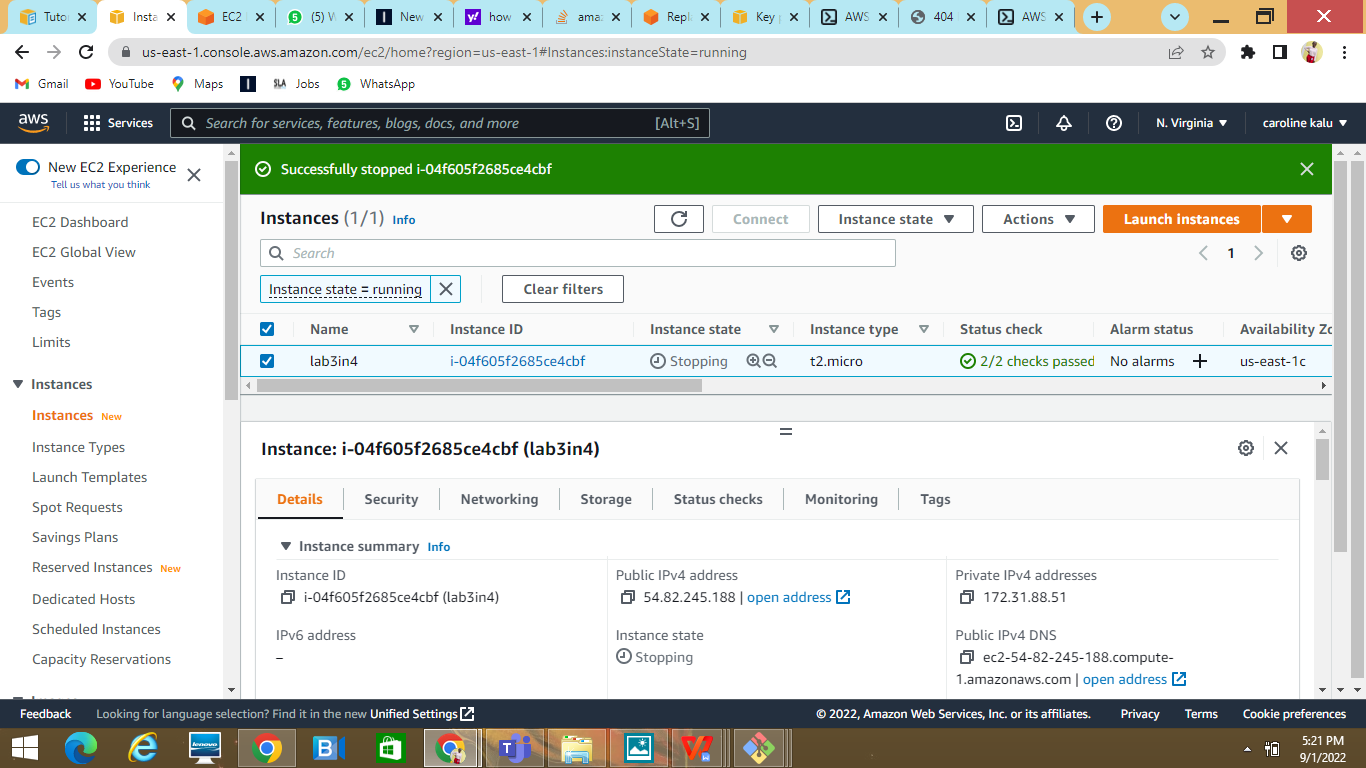 Tutor
Insta
EC2
(5) W
New
how
amaz
Repl
Key p
AWS
404
AWS
us-east-1.console.aws.amazon.com/ec2/home?region=us-east-1#Instances:instanceState=running
Gmail
YouTube
Maps
SLA Jobs
WhatsApp
aws
Services
Search for services, features, blogs, docs, and more [Alt+S]
N. Virginia
caroline kalu
New EC2 Experience
Tell us what you think
EC2 Dashboard
EC2 Global View
Events
Tags
Limits
Instances
Instances New
Instance Types
Launch Templates
Spot Requests
Savings Plans
Reserved Instances New
Dedicated Hosts
Scheduled Instances
Capacity Reservations
Successfully stopped i-04f605f2685ce4cbf
Instances (1/1) Info
Connect
Instance state
Actions
Launch instances
Search
1
Instance state = running
Clear filters
Name Instance ID Instance state Instance type Status check Alarm status Availability Zo
lab3in4 i-04f605f2685ce4cbf Stopping t2.micro 2/2 checks passed No alarms + us-east-1c
Instance: i-04f605f2685ce4cbf (lab3in4)
Details Security Networking Storage Status checks Monitoring Tags
Instance summary Info
Instance ID
i-04f605f2685ce4cbf (lab3in4)
Public IPv4 address
54.82.245.188 | open address
Private IPv4 addresses
172.31.88.51
IPv6 address
–
Instance state
Stopping
Public IPv4 DNS
ec2-54-82-245-188.compute-
1.amazonaws.com | open address
Feedback
Looking for language selection? Find it in the new Unified Settings
© 2022, Amazon Web Services, Inc. or its affiliates.
Privacy
Terms
Cookie preferences
lenovo
5:21 PM
9/1/2022